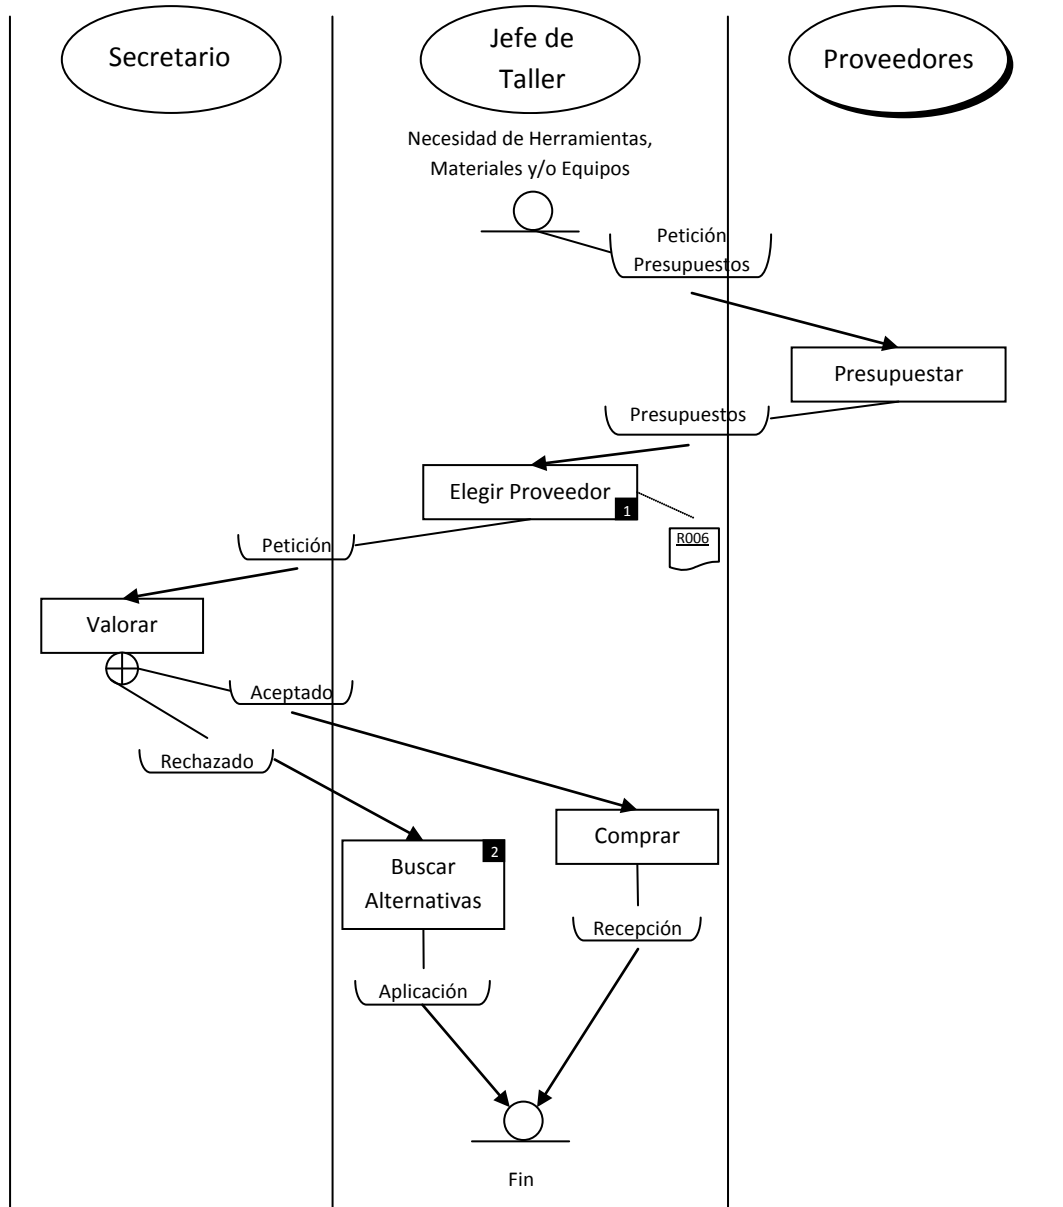 Secretario
Jefe de
Taller
Proveedores
Necesidad de Herramientas,
Materiales y/o Equipos
Petición
Presupuestos
Presupuestar
Presupuestos
Elegir Proveedor
1
R006
Petición
Valorar
Aceptado
Rechazado
Comprar
2
Buscar
Alternativas
Recepción
Aplicación
Fin